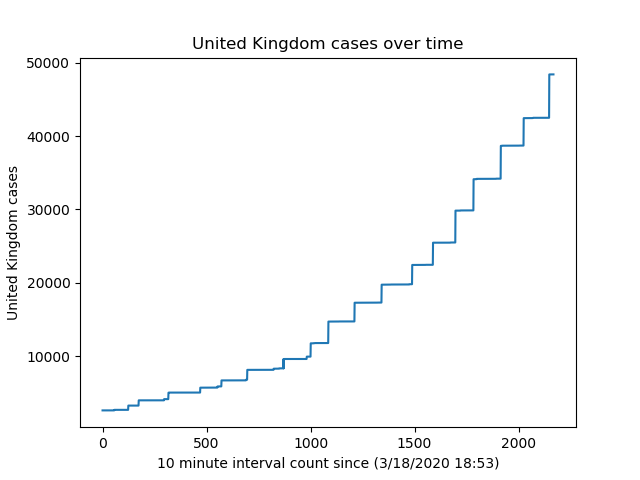 United Kingdom cases over time
50000
40000
30000
20000
10000
United Kingdom cases
0 500 1000 1500 2000
10 minute interval count since (3/18/2020 18:53)